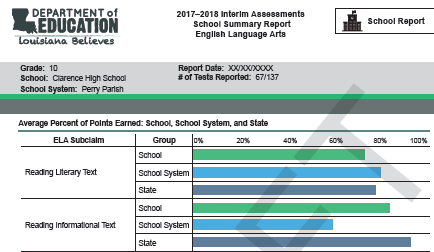 DEPARTMENT of
EDUCATION
Louisiana Believes
2017–2018 Interim Assessments
School Summary Report
English Language Arts
School Report
Grade: 10
School: Clarence High School
School System: Perry Parish
Report Date: XX/XX/XXXX
# of Tests Reported: 67/137
Average Percent of Points Earned: School, School System, and State
ELA Subclaim Group 0% 20% 40% 60% 80% 100%
School
Reading Literary Text School System
State
School
Reading Informational Text School System
State